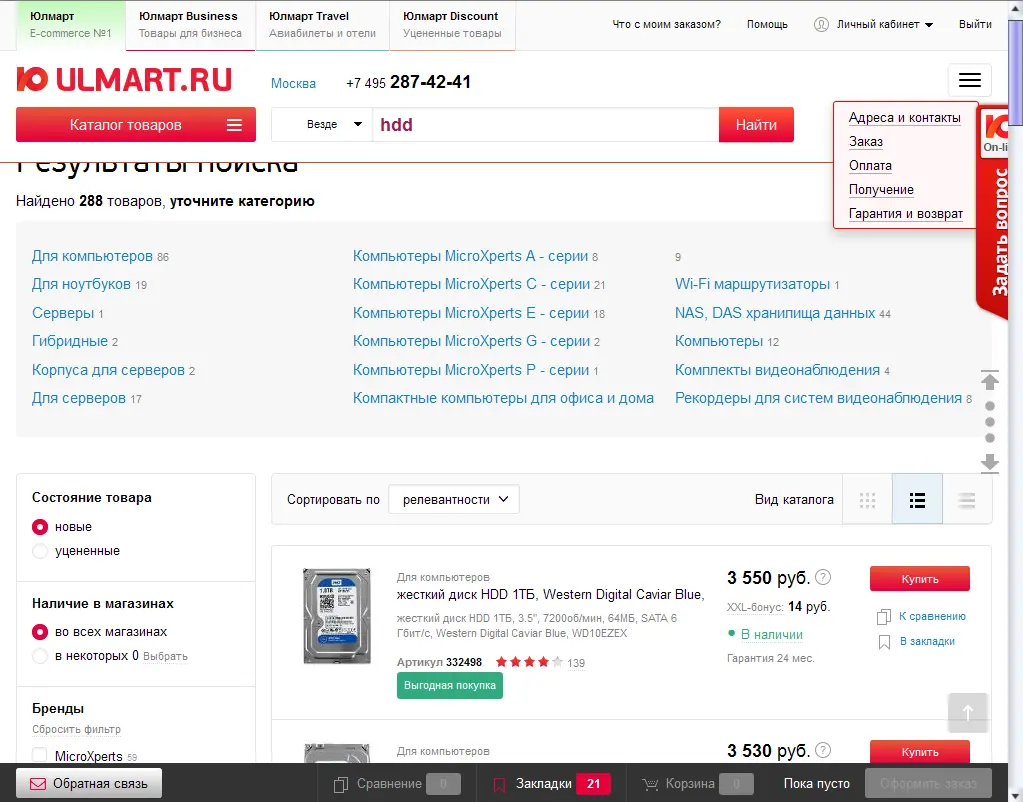 Юлмарт
E-commerce №1
Юлмарт Business
Товары для бизнеса
Юлмарт Travel
Авиабилеты и отели
Юлмарт Discount
Уцененные товары
Что с моим заказом?
Помощь
Личный кабинет
Выйти
Ю ULMART.RU
Москва
+7 495 287-42-41
Каталог товаров
Везде
hdd
Найти
Адреса и контакты
Заказ
Оплата
Получение
Гарантия и возврат
Ю
On-li
Задать вопрос
Результаты поиска
Найдено 288 товаров, уточните категорию
Для компьютеров 86
Для ноутбуков 19
Серверы 1
Гибридные 2
Корпуса для серверов 2
Для серверов 17
Компьютеры MicroXperts A - серии 8
Компьютеры MicroXperts C - серии 21
Компьютеры MicroXperts E - серии 18
Компьютеры MicroXperts G - серии 2
Компьютеры MicroXperts P - серии 1
Компактные компьютеры для офиса и дома
9
Wi-Fi маршрутизаторы 1
NAS, DAS хранилища данных 44
Компьютеры 12
Комплекты видеонаблюдения 4
Рекордеры для систем видеонаблюдения 8
Состояние товара
новые
уцененные
Наличие в магазинах
во всех магазинах
в некоторых 0 Выбрать
Бренды
Сбросить фильтр
MicroXperts 59
Сортировать по
релевантности
Вид каталога
Для компьютеров
жесткий диск HDD 1ТБ, Western Digital Caviar Blue,
жесткий диск HDD 1ТБ, 3.5", 7200об/мин, 64МБ, SATA 6
Гбит/с, Western Digital Caviar Blue, WD10EZEX
Артикул 332498
139
Выгодная покупка
3 550 руб. ?
XXL-бонус: 14 руб.
В наличии
Гарантия 24 мес.
Купить
К сравнению
В закладки
Для компьютеров
3 530 руб. ?
Купить
Обратная связь
Сравнение 0
Закладки 21
Корзина 0
Пока пусто
Оформить заказ